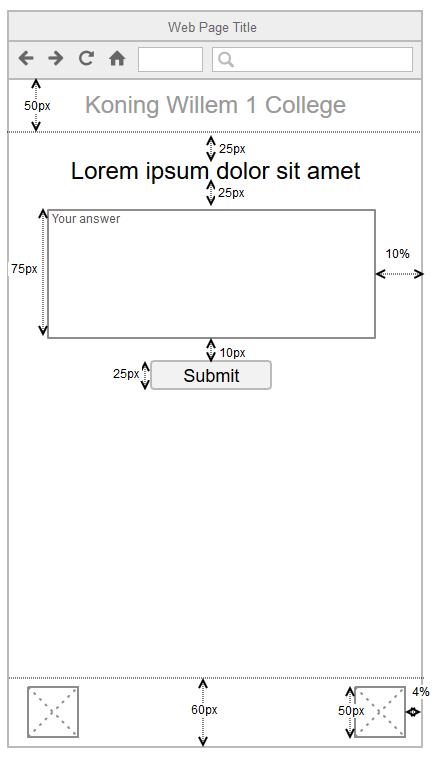 Web Page Title
50px
Koning Willem 1 College
25px
Lorem ipsum dolor sit amet
25px
Your answer
10%
75px
10px
25px
Submit
4%
60px
50px